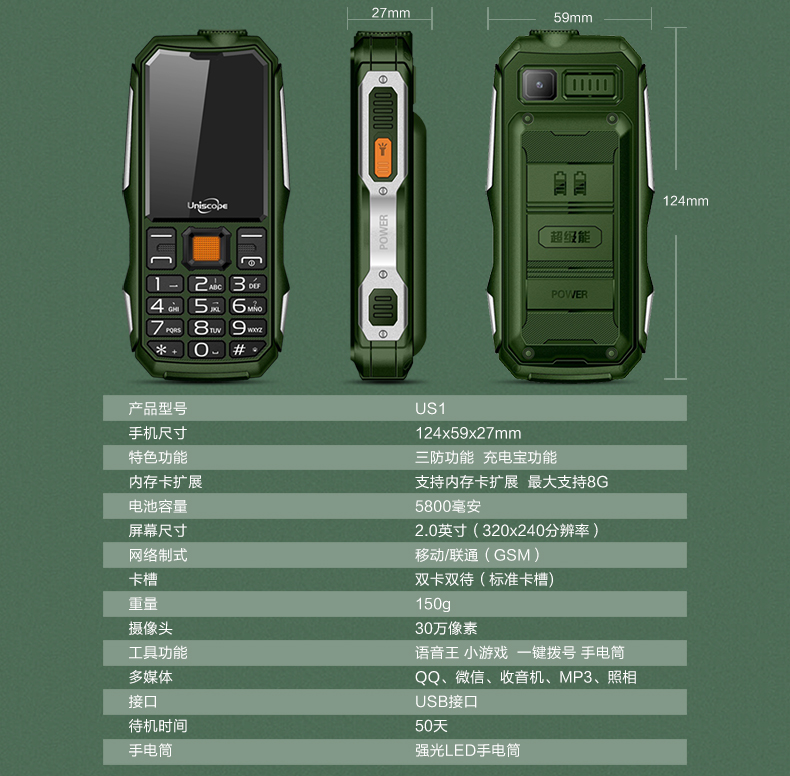 27mm
59mm
124mm
Uniscope
1
2 ABC
3 DEF
4 GHI
5 JKL
6 MNO
7 PQRS
8 TUV
9 WXYZ
* +
0
#
POWER
超级能
POWER
产品型号 US1
手机尺寸 124x59x27mm
特色功能 三防功能 充电宝功能
内存卡扩展 支持内存卡扩展 最大支持8G
电池容量 5800毫安
屏幕尺寸 2.0英寸（320x240分辨率）
网络制式 移动/联通（GSM）
卡槽 双卡双待（标准卡槽)
重量 150g
摄像头 30万像素
工具功能 语音王 小游戏 一键拨号 手电筒
多媒体 QQ、微信、收音机、MP3、照相
接口 USB接口
待机时间 50天
手电筒 强光LED手电筒